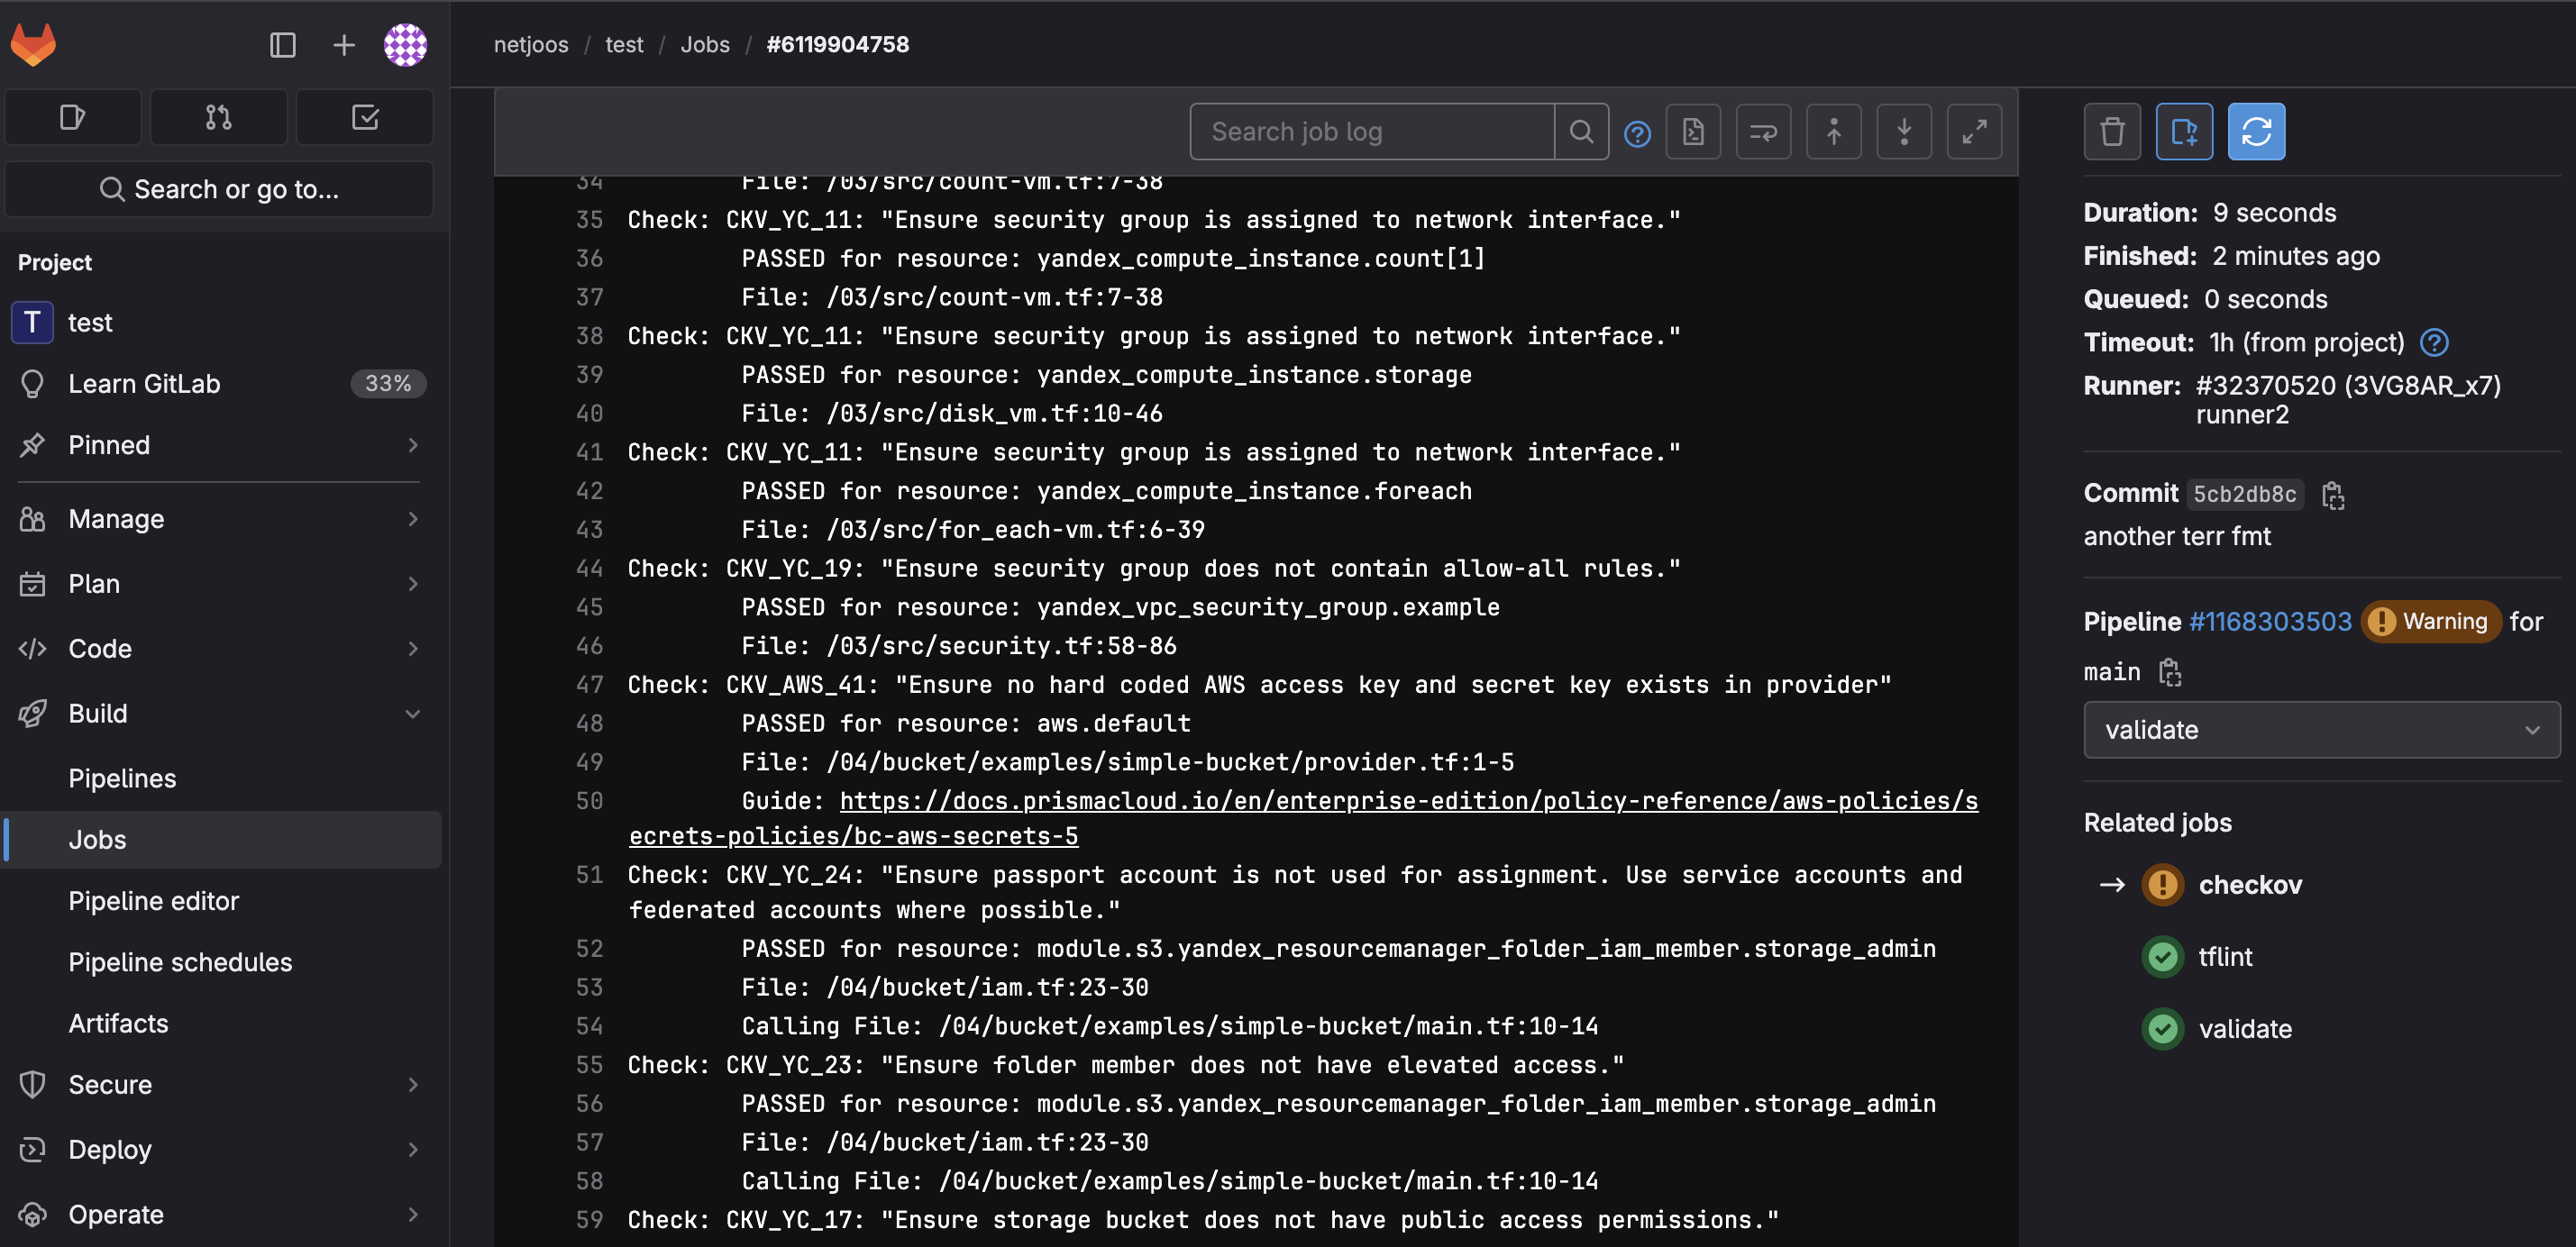 netjoos / test / Jobs / #6119904758
Search or go to...
Project
T test
Learn GitLab 33%
Pinned
Manage
Plan
Code
Build
Pipelines
Jobs
Pipeline editor
Pipeline schedules
Artifacts
Secure
Deploy
Operate
Search job log
34 File: /03/src/count-vm.tf:7-38
35 Check: CKV_YC_11: "Ensure security group is assigned to network interface."
36 PASSED for resource: yandex_compute_instance.count[1]
37 File: /03/src/count-vm.tf:7-38
38 Check: CKV_YC_11: "Ensure security group is assigned to network interface."
39 PASSED for resource: yandex_compute_instance.storage
40 File: /03/src/disk_vm.tf:10-46
41 Check: CKV_YC_11: "Ensure security group is assigned to network interface."
42 PASSED for resource: yandex_compute_instance.foreach
43 File: /03/src/for_each-vm.tf:6-39
44 Check: CKV_YC_19: "Ensure security group does not contain allow-all rules."
45 PASSED for resource: yandex_vpc_security_group.example
46 File: /03/src/security.tf:58-86
47 Check: CKV_AWS_41: "Ensure no hard coded AWS access key and secret key exists in provider"
48 PASSED for resource: aws.default
49 File: /04/bucket/examples/simple-bucket/provider.tf:1-5
50 Guide: https://docs.prismacloud.io/en/enterprise-edition/policy-reference/aws-policies/s
ecrets-policies/bc-aws-secrets-5
51 Check: CKV_YC_24: "Ensure passport account is not used for assignment. Use service accounts and
federated accounts where possible."
52 PASSED for resource: module.s3.yandex_resourcemanager_folder_iam_member.storage_admin
53 File: /04/bucket/iam.tf:23-30
54 Calling File: /04/bucket/examples/simple-bucket/main.tf:10-14
55 Check: CKV_YC_23: "Ensure folder member does not have elevated access."
56 PASSED for resource: module.s3.yandex_resourcemanager_folder_iam_member.storage_admin
57 File: /04/bucket/iam.tf:23-30
58 Calling File: /04/bucket/examples/simple-bucket/main.tf:10-14
59 Check: CKV_YC_17: "Ensure storage bucket does not have public access permissions."
Duration: 9 seconds
Finished: 2 minutes ago
Queued: 0 seconds
Timeout: 1h (from project)
Runner: #32370520 (3VG8AR_x7)
runner2
Commit 5cb2db8c
another terr fmt
Pipeline #1168303503 Warning for
main
validate
Related jobs
checkov
tflint
validate